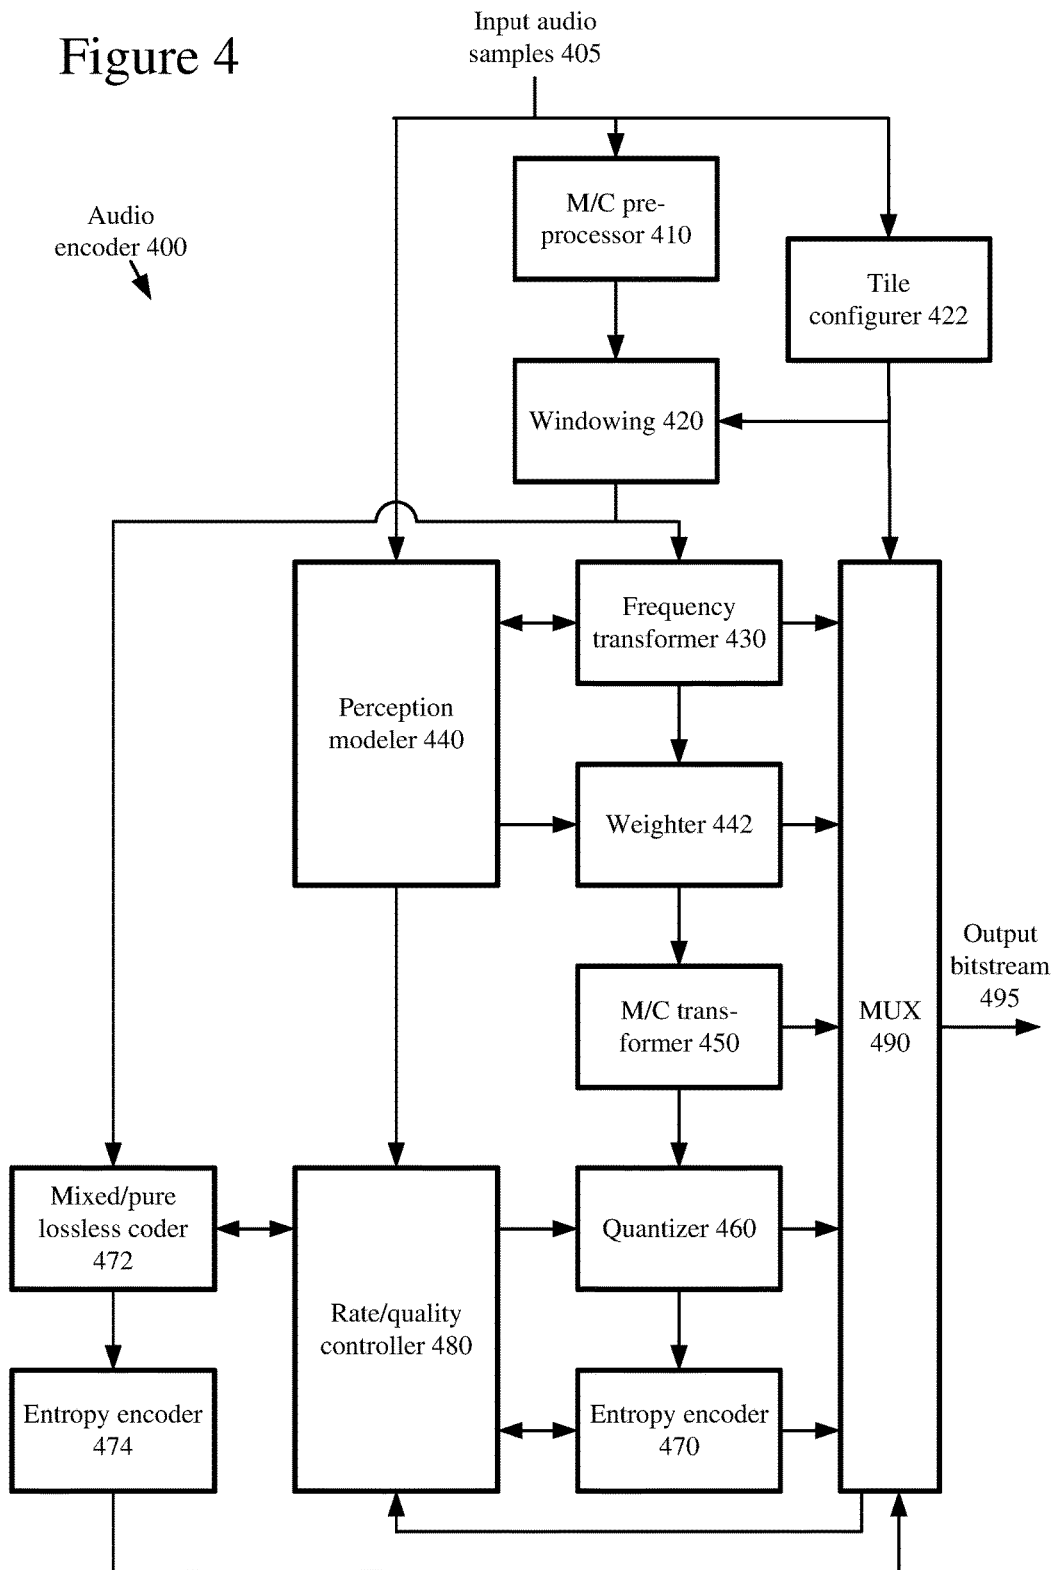 Figure 4
Input audio
samples 405
Audio
encoder 400
M/C pre-
processor 410
Tile
configurer 422
Windowing 420
Perception
modeler 440
Frequency
transformer 430
Weighter 442
M/C trans-
former 450
MUX
490
Output
bitstream
495
Mixed/pure
lossless coder
472
Rate/quality
controller 480
Quantizer 460
Entropy encoder
474
Entropy encoder
470